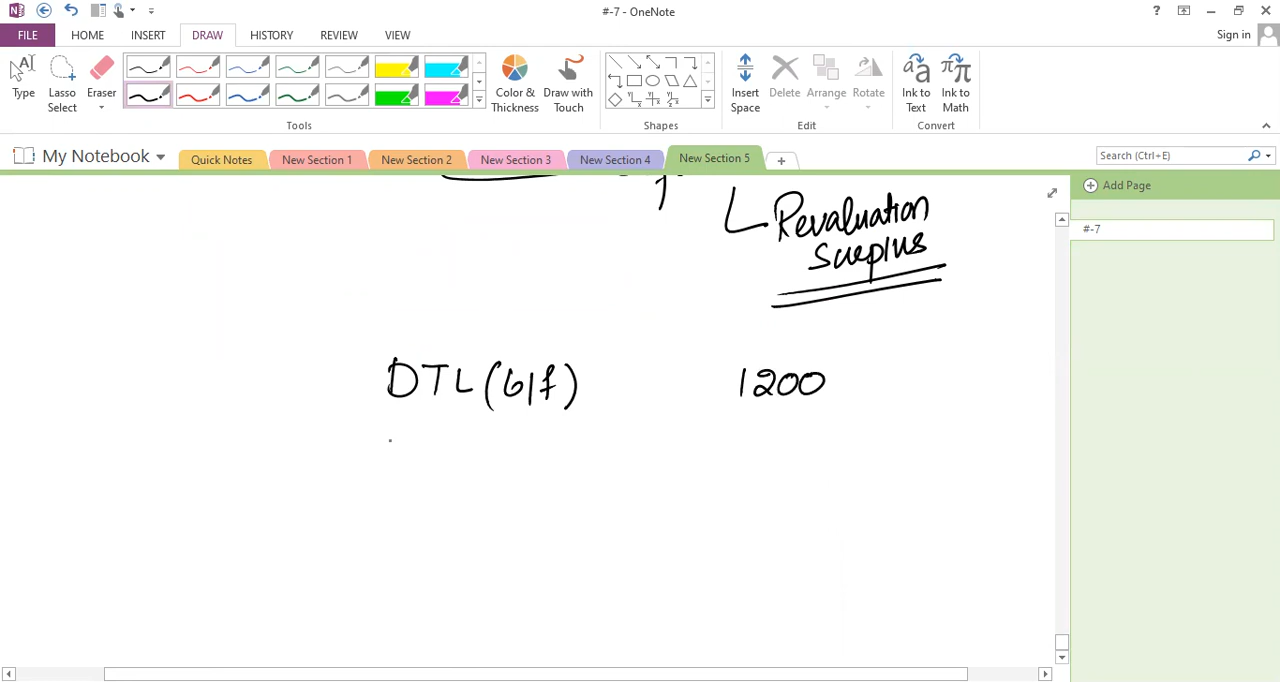 #-7 - OneNote
Sign in
FILE HOME INSERT DRAW HISTORY REVIEW VIEW
Type
Lasso Select
Eraser
Color & Thickness
Draw with Touch
Insert Space
Delete
Arrange
Rotate
Ink to Text
Ink to Math
Tools
Shapes
Edit
Convert
My Notebook
Quick Notes New Section 1 New Section 2 New Section 3 New Section 4 New Section 5
Search (Ctrl+E)
Add Page
#-7
Revaluation
Surplus
DTL (b/f) 1200